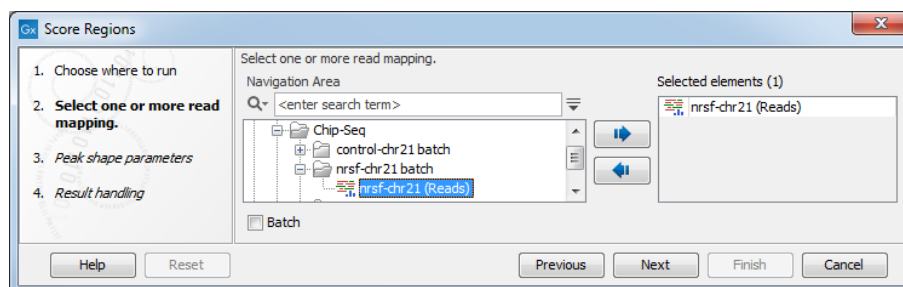 Gx Score Regions
1. Choose where to run
2. Select one or more read
mapping.
3. Peak shape parameters
4. Result handling
Select one or more read mapping.
Navigation Area
<enter search term>
Chip-Seq
control-chr21 batch
nrsf-chr21 batch
nrsf-chr21 (Reads)
Batch
Selected elements (1)
nrsf-chr21 (Reads)
Help Reset Previous Next Finish Cancel